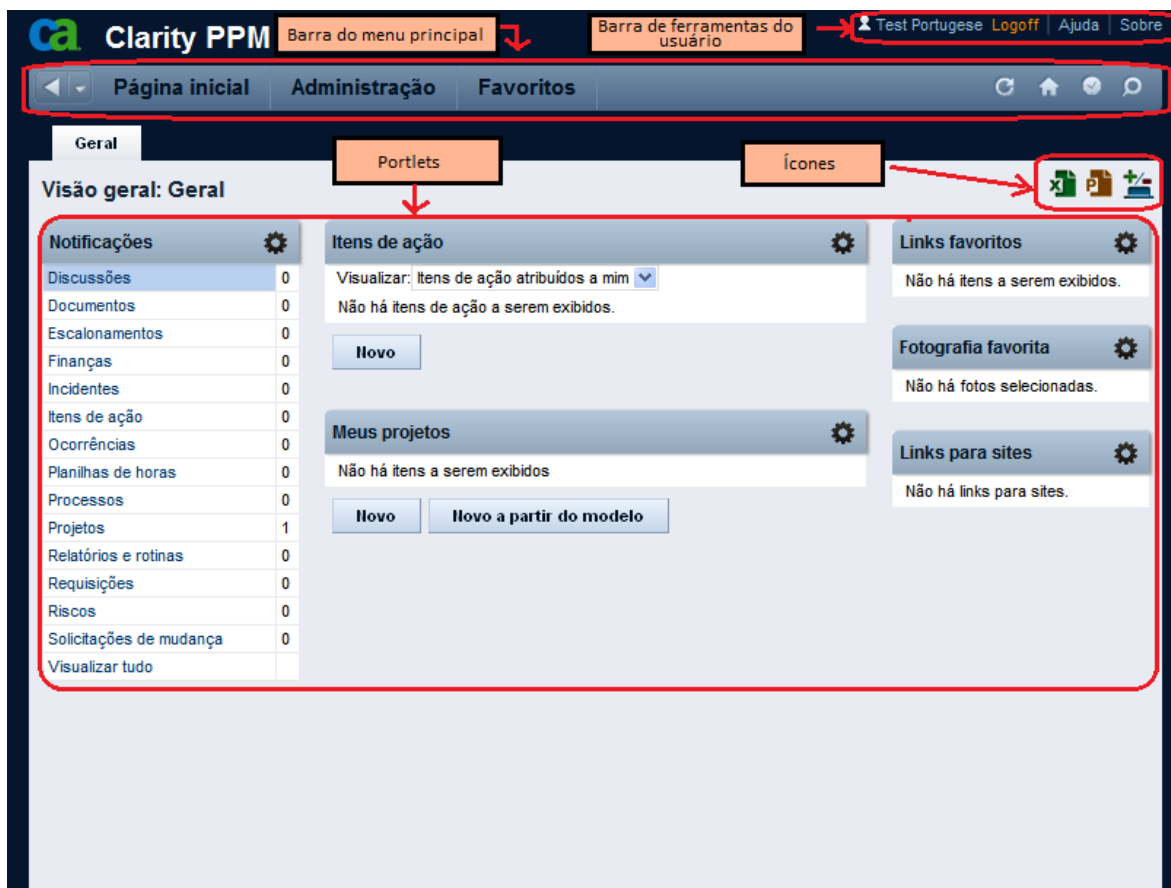 ca Clarity PPM
Barra do menu principal
Barra de ferramentas do
usuário
Test Portugese Logoff | Ajuda | Sobre
Página inicial Administração Favoritos
Geral
Portlets
Ícones
Visão geral: Geral
Notificações
Discussões 0
Documentos 0
Escalonamentos 0
Finanças 0
Incidentes 0
Itens de ação 0
Ocorrências 0
Planilhas de horas 0
Processos 0
Projetos 1
Relatórios e rotinas 0
Requisições 0
Riscos 0
Solicitações de mudança 0
Visualizar tudo
Itens de ação
Visualizar: Itens de ação atribuídos a mim
Não há itens de ação a serem exibidos.
Novo
Meus projetos
Não há itens a serem exibidos
Novo Novo a partir do modelo
Links favoritos
Não há itens a serem exibidos.
Fotografia favorita
Não há fotos selecionadas.
Links para sites
Não há links para sites.